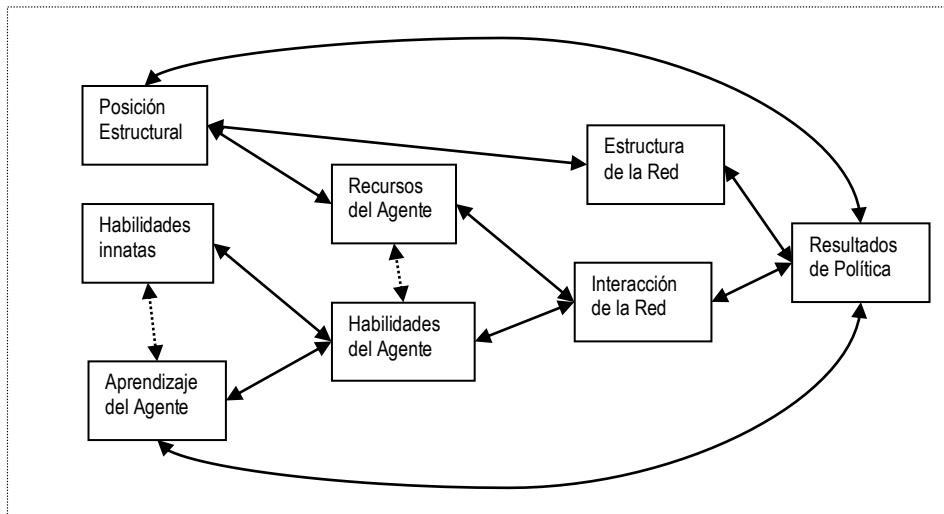 Posición
Estructural
Estructura
de la Red
Recursos
del Agente
Habilidades
innatas
Resultados
de Política
Interacción
de la Red
Habilidades
del Agente
Aprendizaje
del Agente